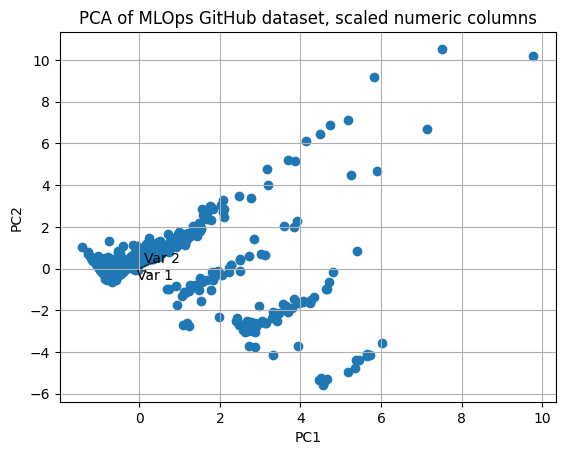 PCA of MLOps GitHub dataset, scaled numeric columns
PC2
10
8
6
4
2
0
−2
−4
−6
Var 2
Var 1
0 2 4 6 8 10
PC1